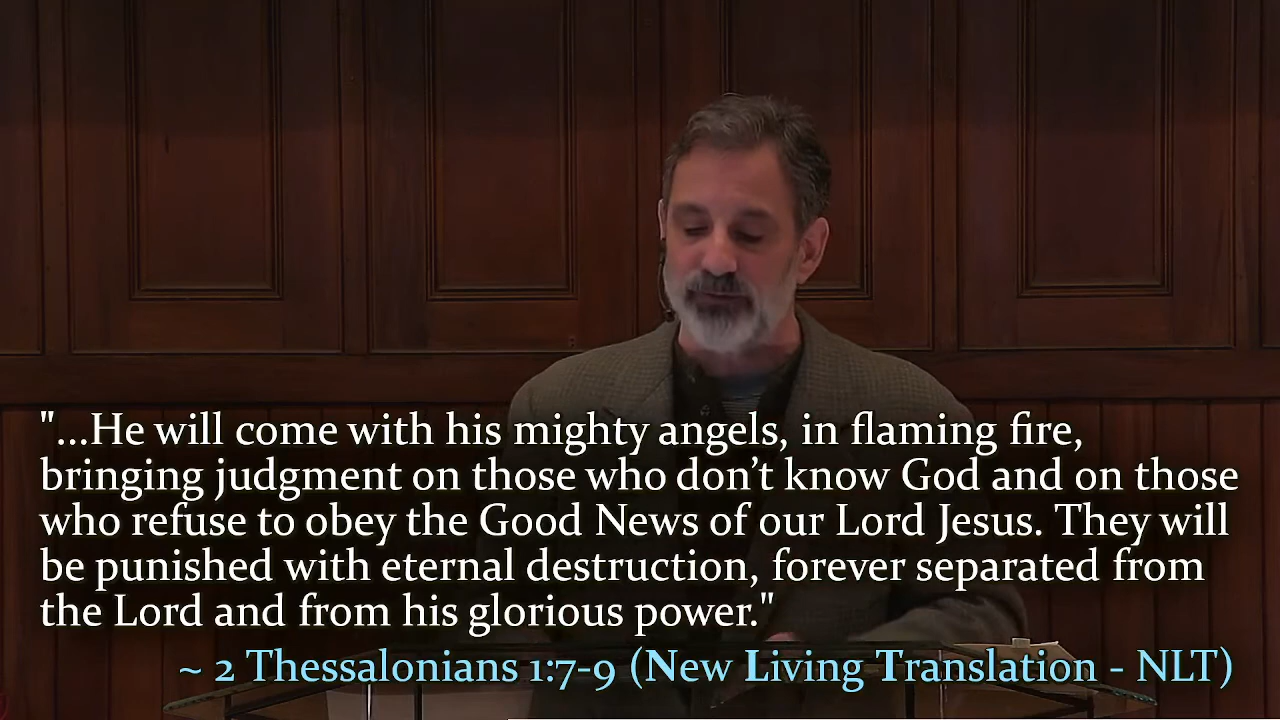 "...He will come with his mighty angels, in flaming fire,
bringing judgment on those who don’t know God and on those
who refuse to obey the Good News of our Lord Jesus. They will
be punished with eternal destruction, forever separated from
the Lord and from his glorious power."
~ 2 Thessalonians 1:7-9 (New Living Translation - NLT)